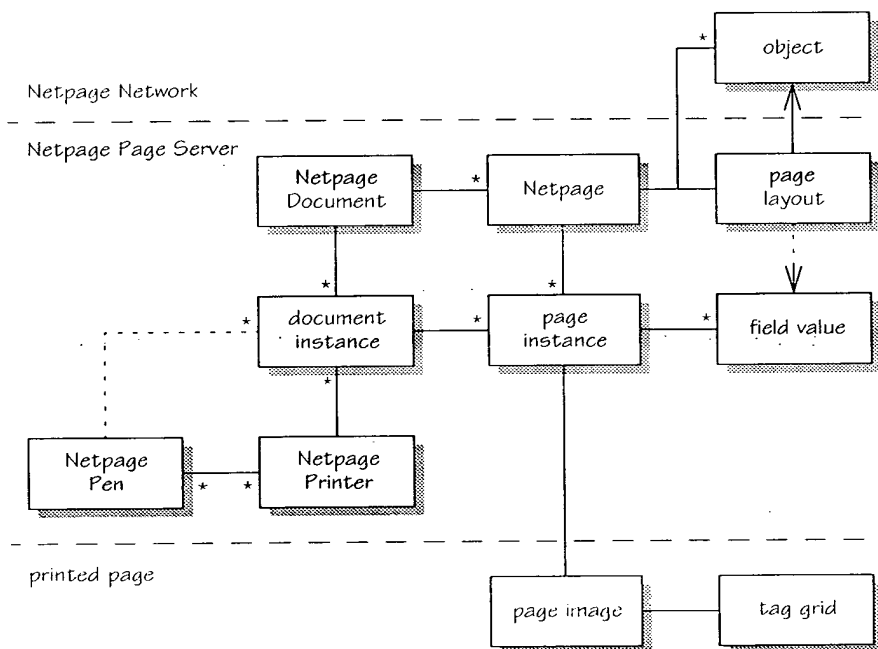 object
Netpage Network
Netpage Page Server
Netpage
Document
Netpage
page
layout
document
instance
page
instance
field value
Netpage
Pen
Netpage
Printer
printed page
page image
tag grid
*
*
*
*
*
*
*
*
*
*